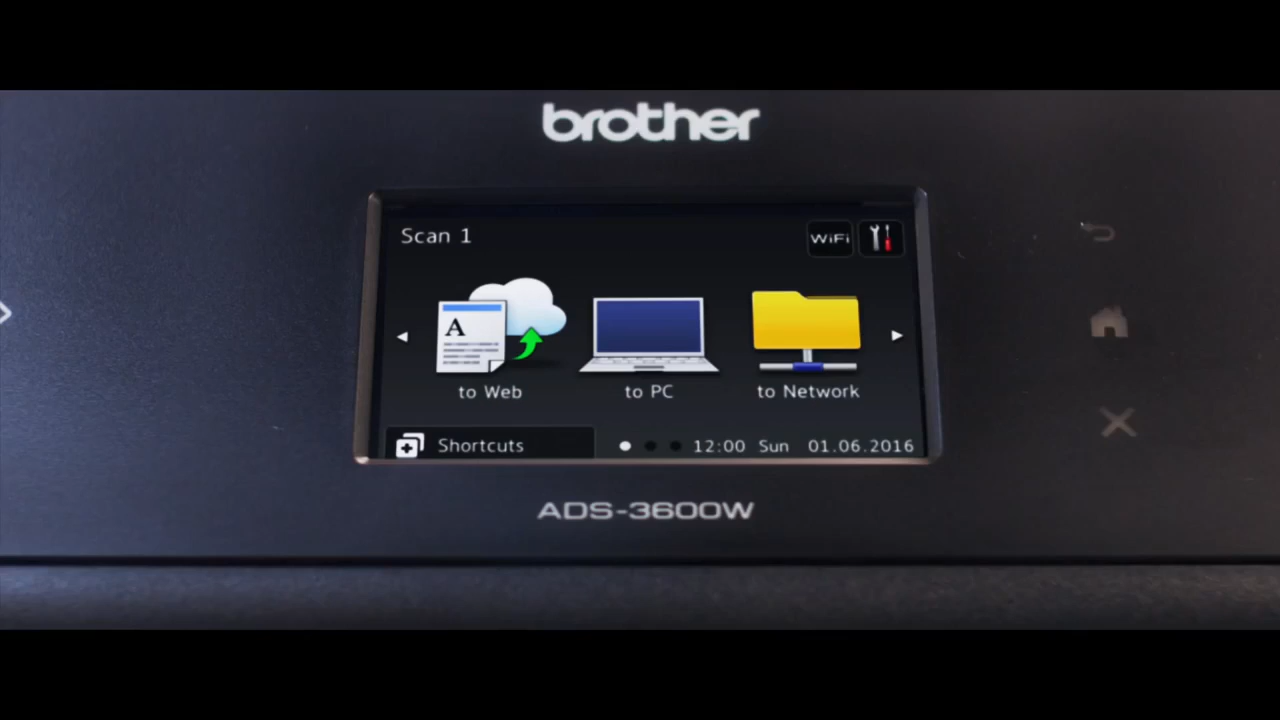 brother
Scan 1
WiFi
A
to Web
to PC
to Network
Shortcuts
12:00 Sun 01.06.2016
ADS-3600W